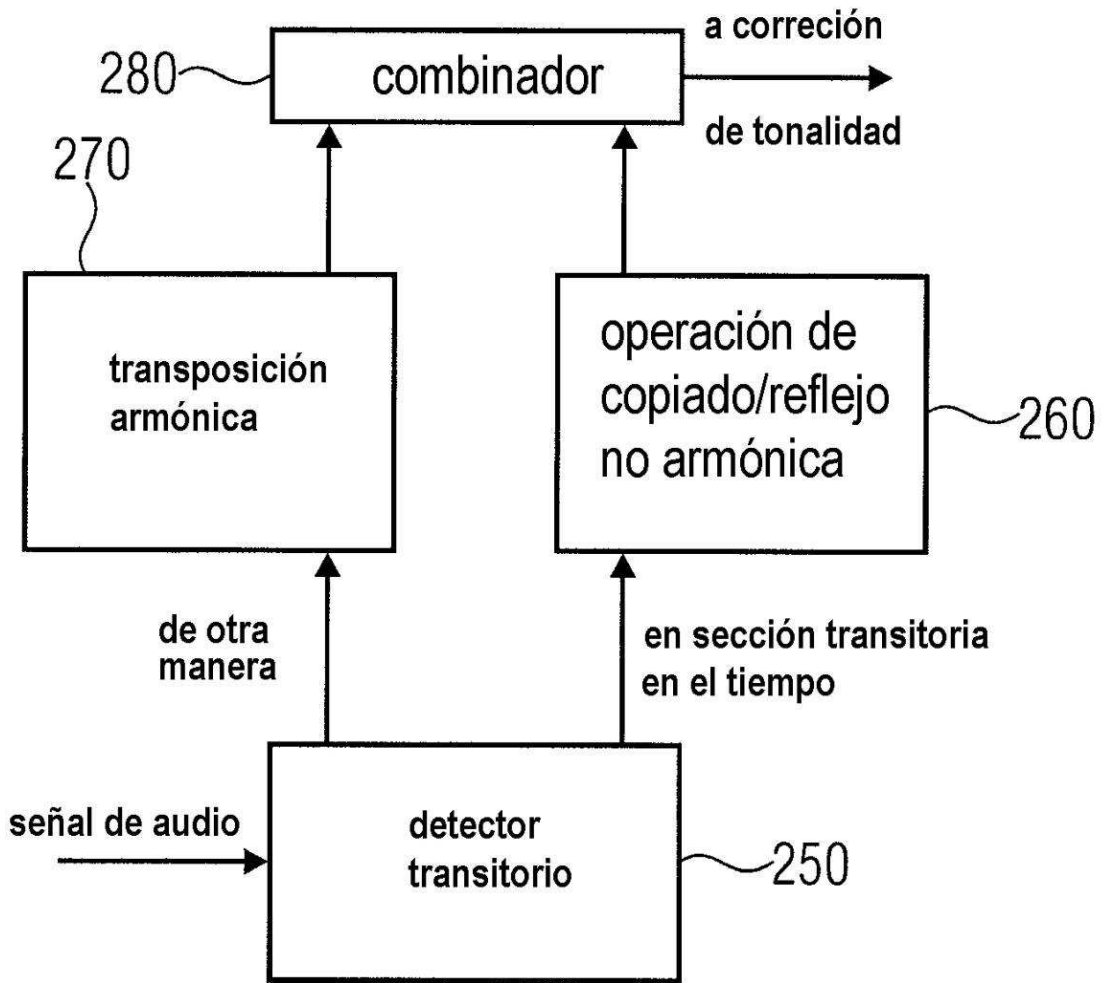 a correción
280
combinador
de tonalidad
270
transposición
armónica
operación de
copiado/reflejo
no armónica
260
de otra
manera
en sección transitoria
en el tiempo
señal de audio
detector
transitorio
250